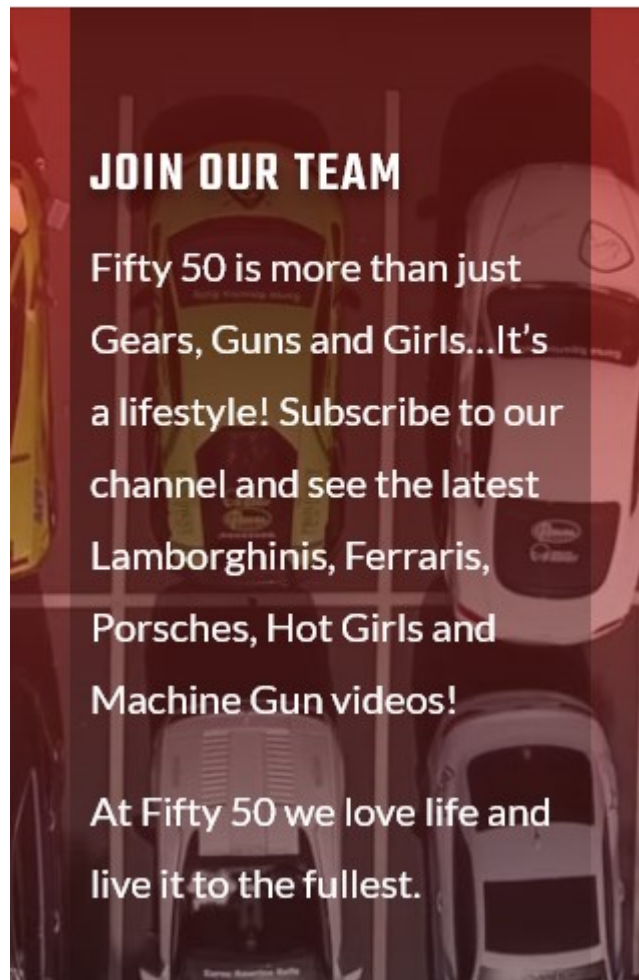 JOIN OUR TEAM
Fifty 50 is more than just
Gears, Guns and Girls...It's
a lifestyle! Subscribe to our
channel and see the latest
Lamborghinis, Ferraris,
Porsches, Hot Girls and
Machine Gun videos!
At Fifty 50 we love life and
live it to the fullest.